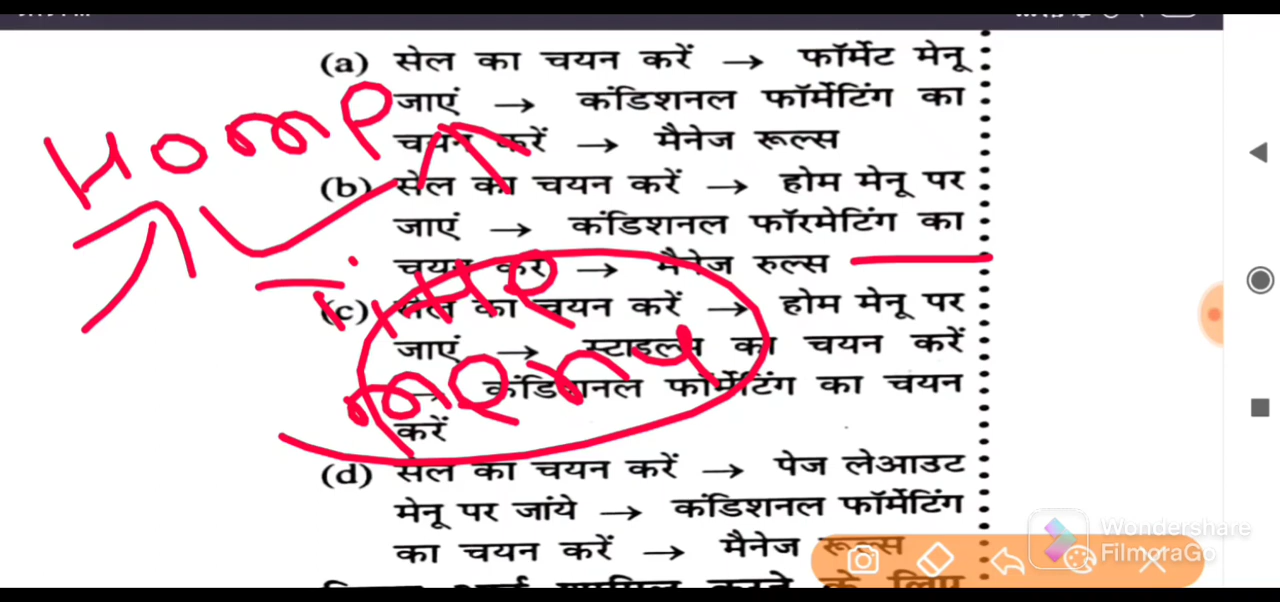 (a) सेल का चयन करें → फॉर्मेट मेनू
जाएं → कंडिशनल फॉर्मेटिंग का
चयन करें → मैनेज रूल्स
(b) सेल का चयन करें → होम मेनू पर
जाएं → कंडिशनल फॉरमेटिंग का
चयन करें → मैनेज रुल्स
(c) सेल का चयन करें → होम मेनू पर
जाएं → स्टाइल्स का चयन करें
→ कंडिशनल फॉर्मेटिंग का चयन
करें
(d) सेल का चयन करें → पेज लेआउट
मेनू पर जांये → कंडिशनल फॉर्मेटिंग
का चयन करें → मैनेज रूल्स
Home
menu
Wondershare
FilmoraGo